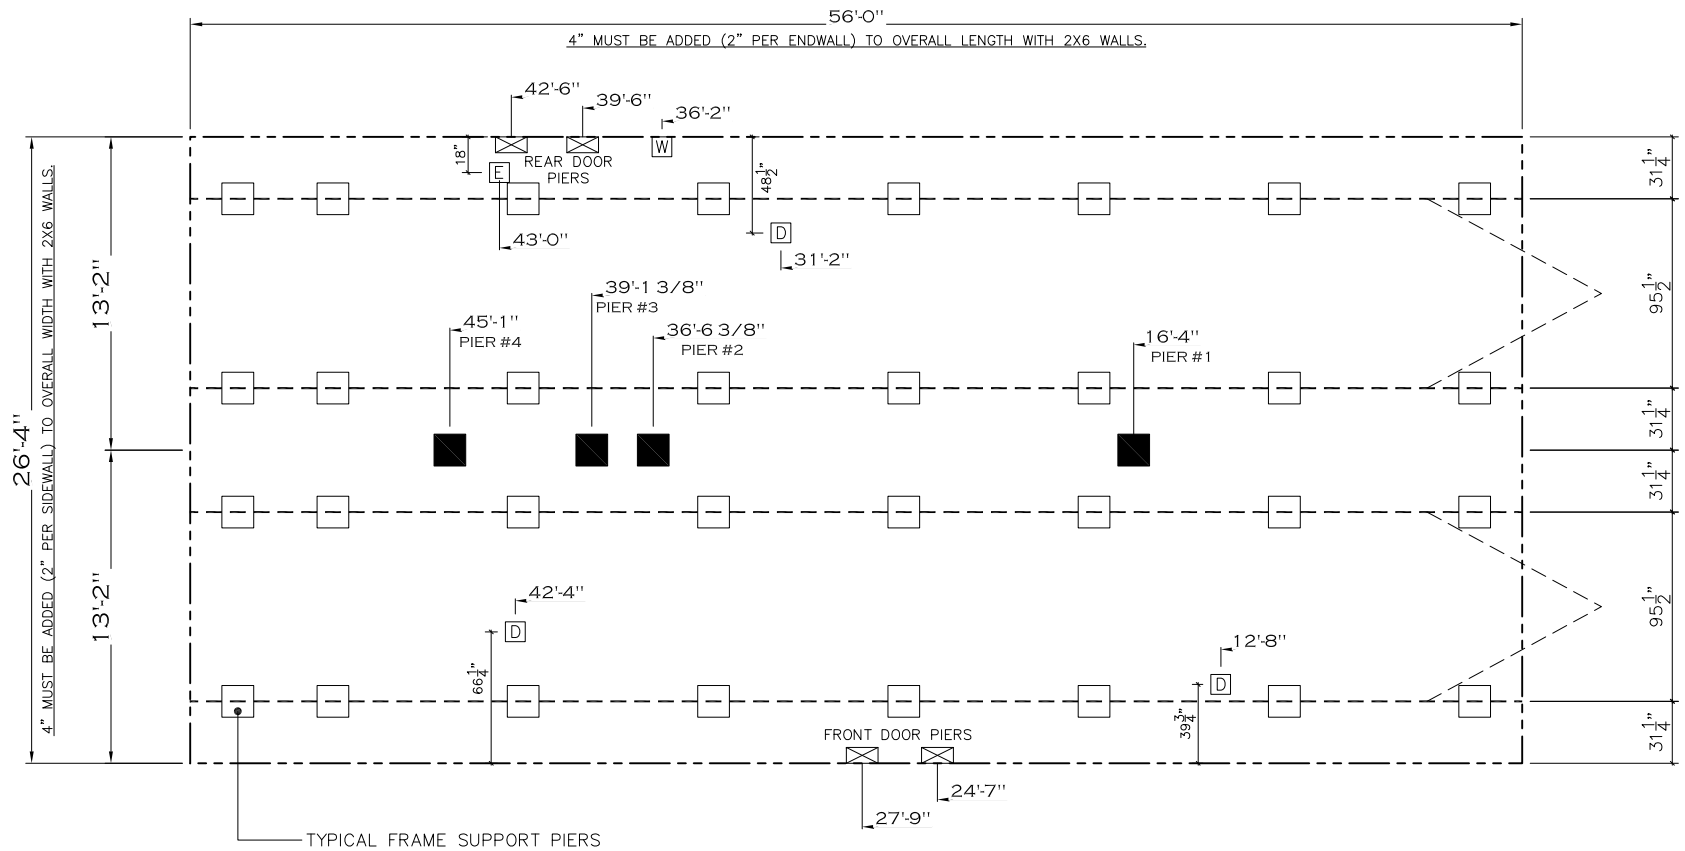 56'-0"
4" MUST BE ADDED (2" PER ENDWALL) TO OVERALL LENGTH WITH 2X6 WALLS.
42'-6"
39'-6"
36'-2"
W
18"
REAR DOOR
PIERS
E
48 1/2"
31 1/4"
43'-0"
D
31'-2"
13'-2"
95 1/2"
39'-1 3/8"
PIER #3
45'-1"
PIER #4
36'-6 3/8"
PIER #2
16'-4"
PIER #1
31 1/4"
26'-4"
4" MUST BE ADDED (2" PER SIDEWALL) TO OVERALL WIDTH WITH 2X6 WALLS.
31 1/4"
13'-2"
42'-4"
D
66 1/4"
95 1/2"
12'-8"
D
39 3/4"
FRONT DOOR PIERS
31 1/4"
24'-7"
27'-9"
TYPICAL FRAME SUPPORT PIERS